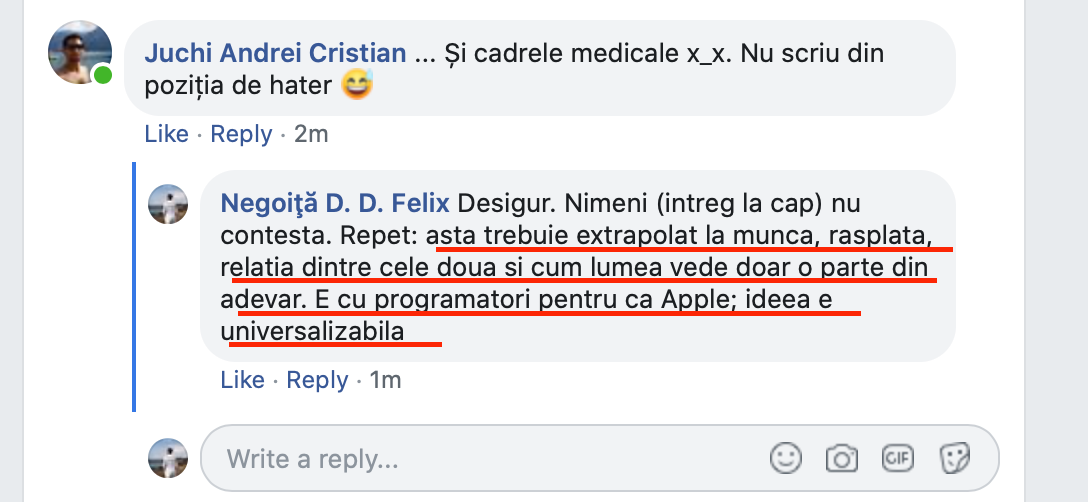 Juchi Andrei Cristian ... Și cadrele medicale x_x. Nu scriu din
poziția de hater 😅
Like · Reply · 2m
Negoiţă D. D. Felix Desigur. Nimeni (intreg la cap) nu
contesta. Repet: asta trebuie extrapolat la munca, rasplata,
relatia dintre cele doua si cum lumea vede doar o parte din
adevar. E cu programatori pentru ca Apple; ideea e
universalizabila
Like · Reply · 1m
Write a reply...
GIF